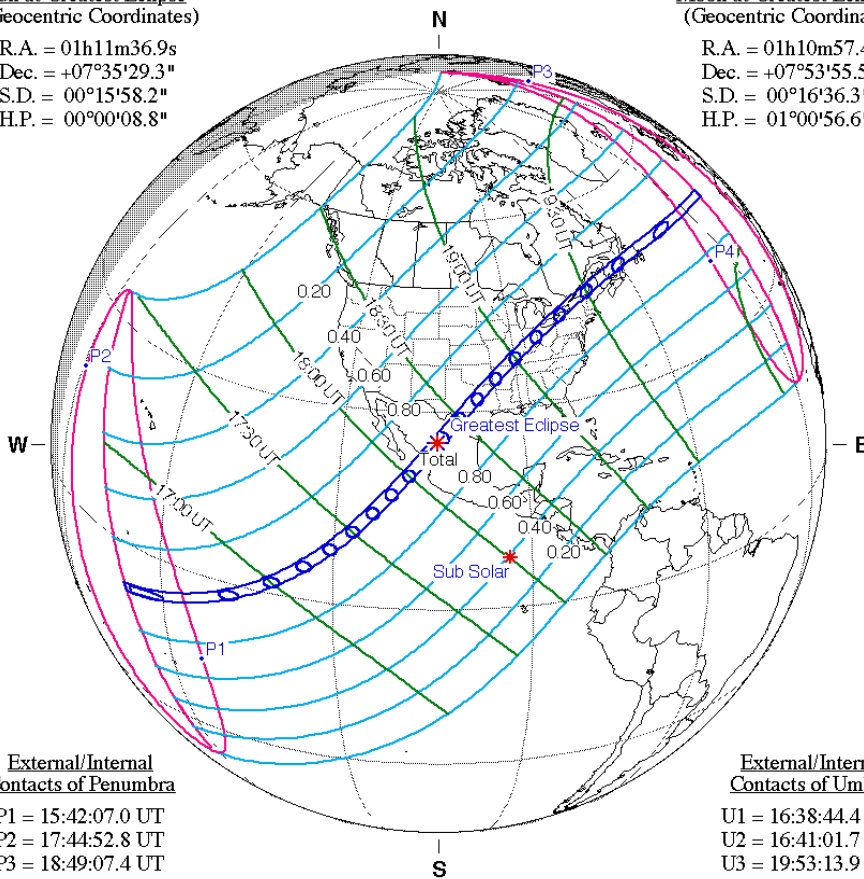 (Geocentric Coordinates)
R.A. = 01h11m36.9s
Dec. = +07°35'29.3"
S.D. = 00°15'58.2"
H.P. = 00°00'08.8"
N
(Geocentric Coordina
R.A. = 01h10m57.4
Dec. = +07°53'55.5
S.D. = 00°16'36.3
H.P. = 01°00'56.6
P3
19:30 UT
19:00 UT
P4
0.20
18:30 UT
0.40
P2
18:00 UT
0.60
0.80
17:30 UT
Greatest Eclipse
W
E
Total
0.80
17:00 UT
0.60
0.40
0.20
Sub Solar
P1
External/Internal
ontacts of Penumbra
P1 = 15:42:07.0 UT
P2 = 17:44:52.8 UT
P3 = 18:49:07.4 UT
External/Intern
Contacts of Um
U1 = 16:38:44.4
U2 = 16:41:01.7
U3 = 19:53:13.9
S